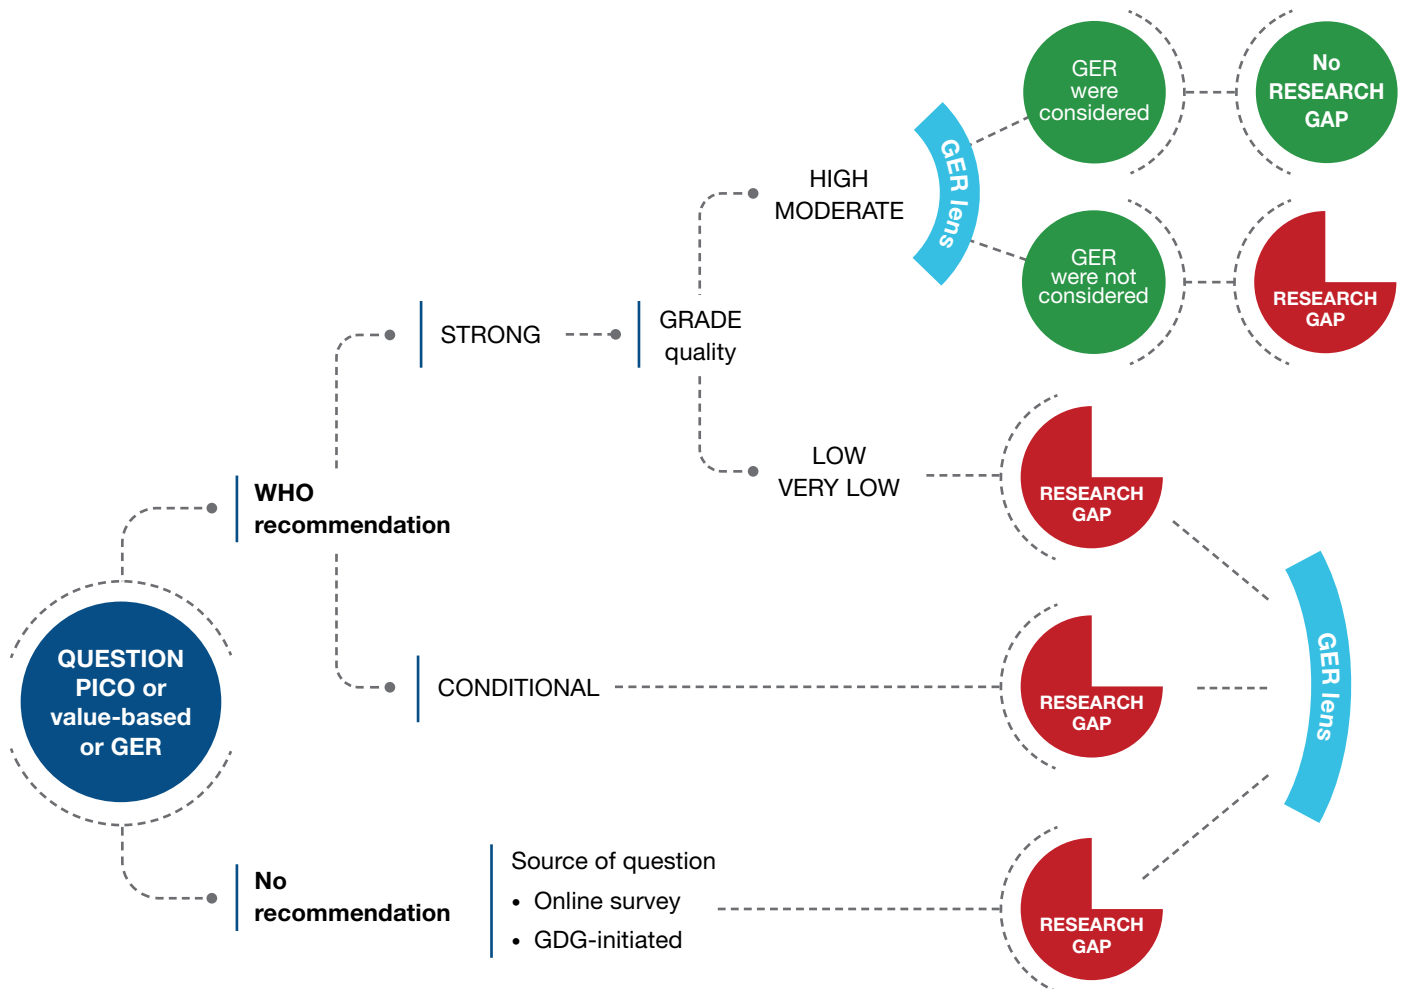 QUESTION
PICO or
value-based
or GER
WHO
recommendation
STRONG
GRADE
quality
HIGH
MODERATE
GER lens
GER
were
considered
No
RESEARCH
GAP
GER
were not
considered
RESEARCH
GAP
LOW
VERY LOW
RESEARCH
GAP
CONDITIONAL
RESEARCH
GAP
GER lens
No
recommendation
Source of question
• Online survey
• GDG-initiated
RESEARCH
GAP